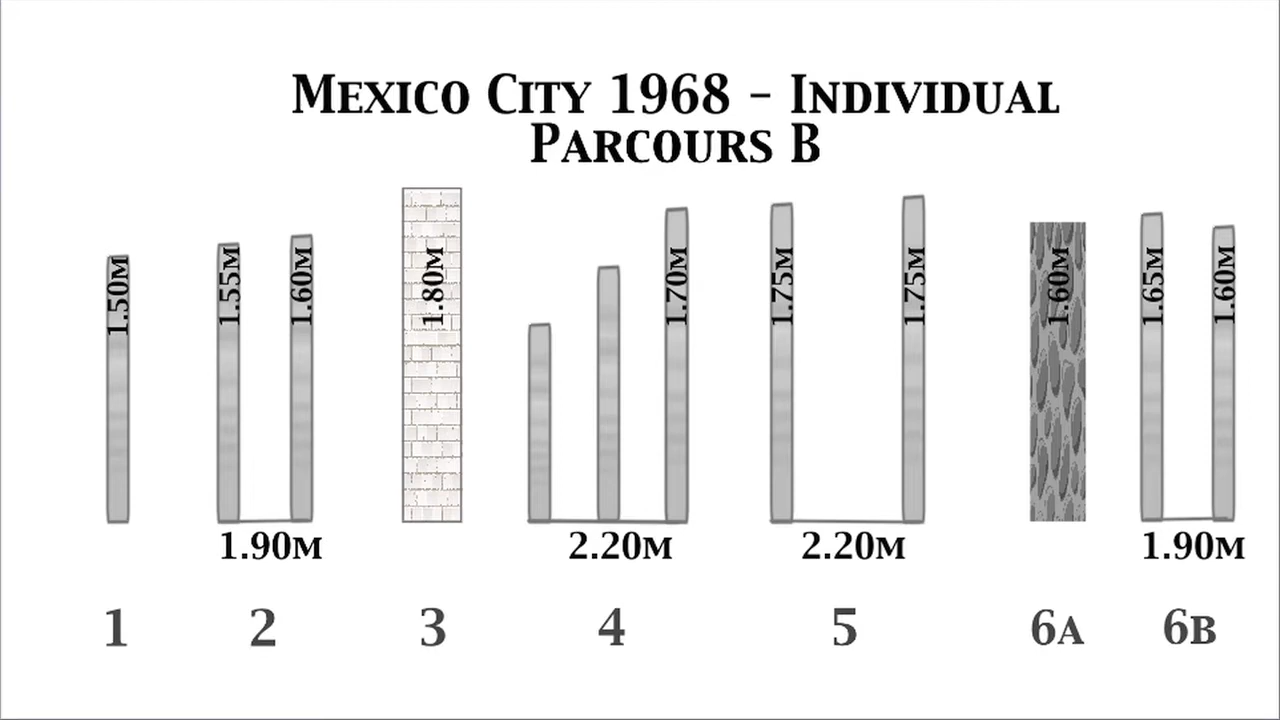 Mexico City 1968 – Individual
Parcours B
1.50m
1.55m
1.60m
1.80m
1.70m
1.75m
1.75m
1.60m
1.65m
1.60m
1.90m
2.20m
2.20m
1.90m
1
2
3
4
5
6a
6b